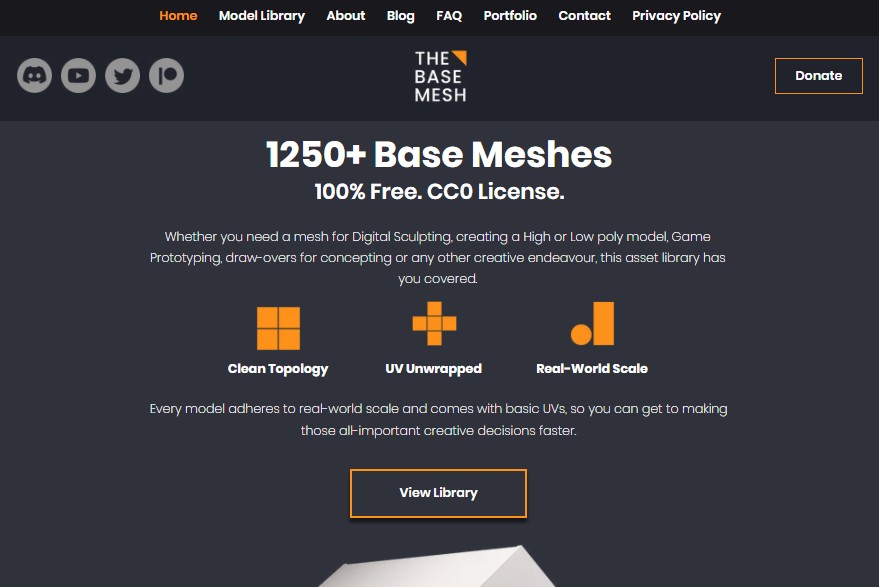 Home Model Library About Blog FAQ Portfolio Contact Privacy Policy
THE
BASE
MESH
Donate
1250+ Base Meshes
100% Free. CC0 License.
Whether you need a mesh for Digital Sculpting, creating a High or Low poly model, Game
Prototyping, draw-overs for concepting or any other creative endeavour, this asset library has
you covered.
Clean Topology UV Unwrapped Real-World Scale
Every model adheres to real-world scale and comes with basic UVs, so you can get to making
those all-important creative decisions faster.
View Library